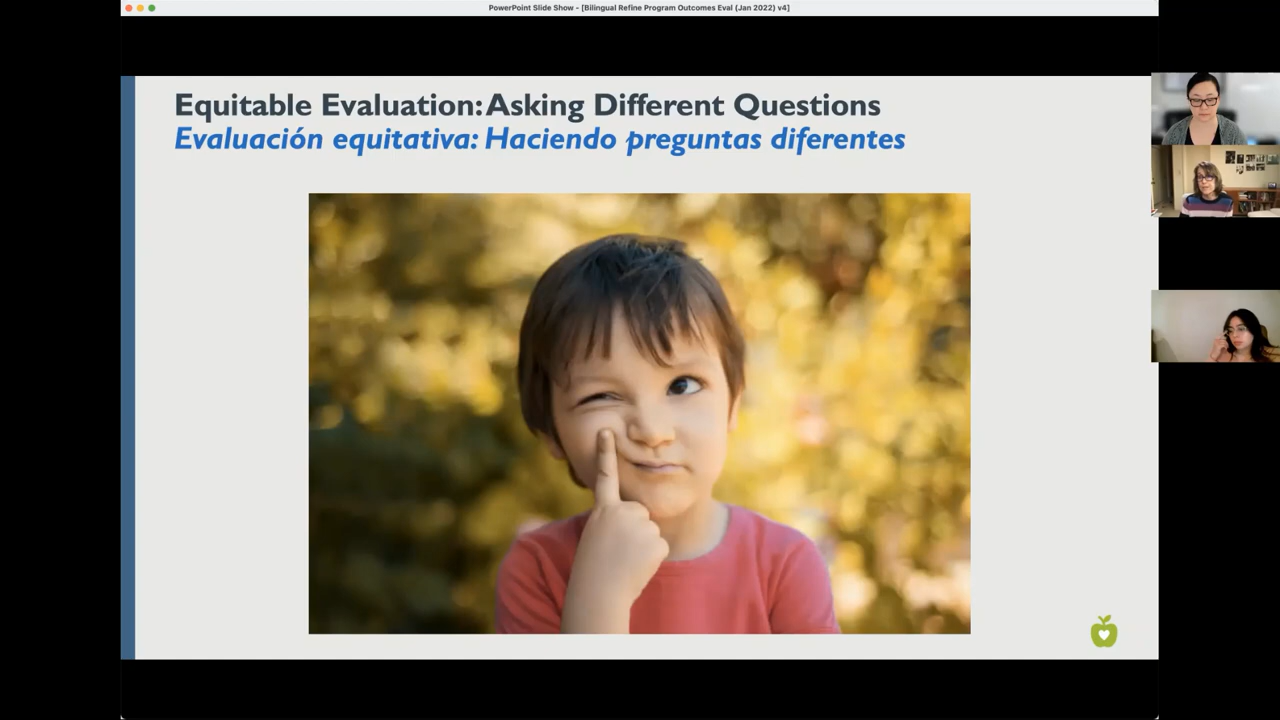 PowerPoint Slide Show - [Bilingual Refine Program Outcomes Eval (Jan 2022) v4]
Equitable Evaluation: Asking Different Questions
Evaluación equitativa: Haciendo preguntas diferentes